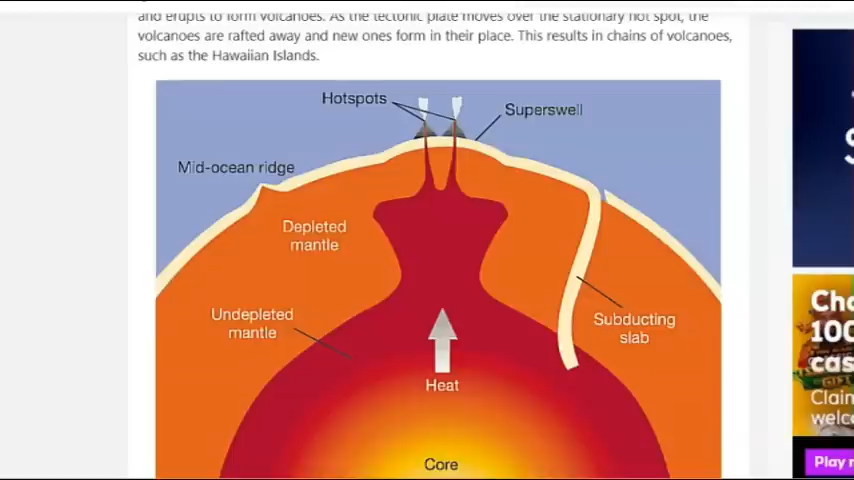 and erupts to form volcanoes. As the tectonic plate moves over the stationary hot spot, the
volcanoes are rafted away and new ones form in their place. This results in chains of volcanoes,
such as the Hawaiian Islands.
Hotspots
Superswell
Mid-ocean ridge
Depleted
mantle
Undepleted
mantle
Subducting
slab
Heat
Core
100
Play